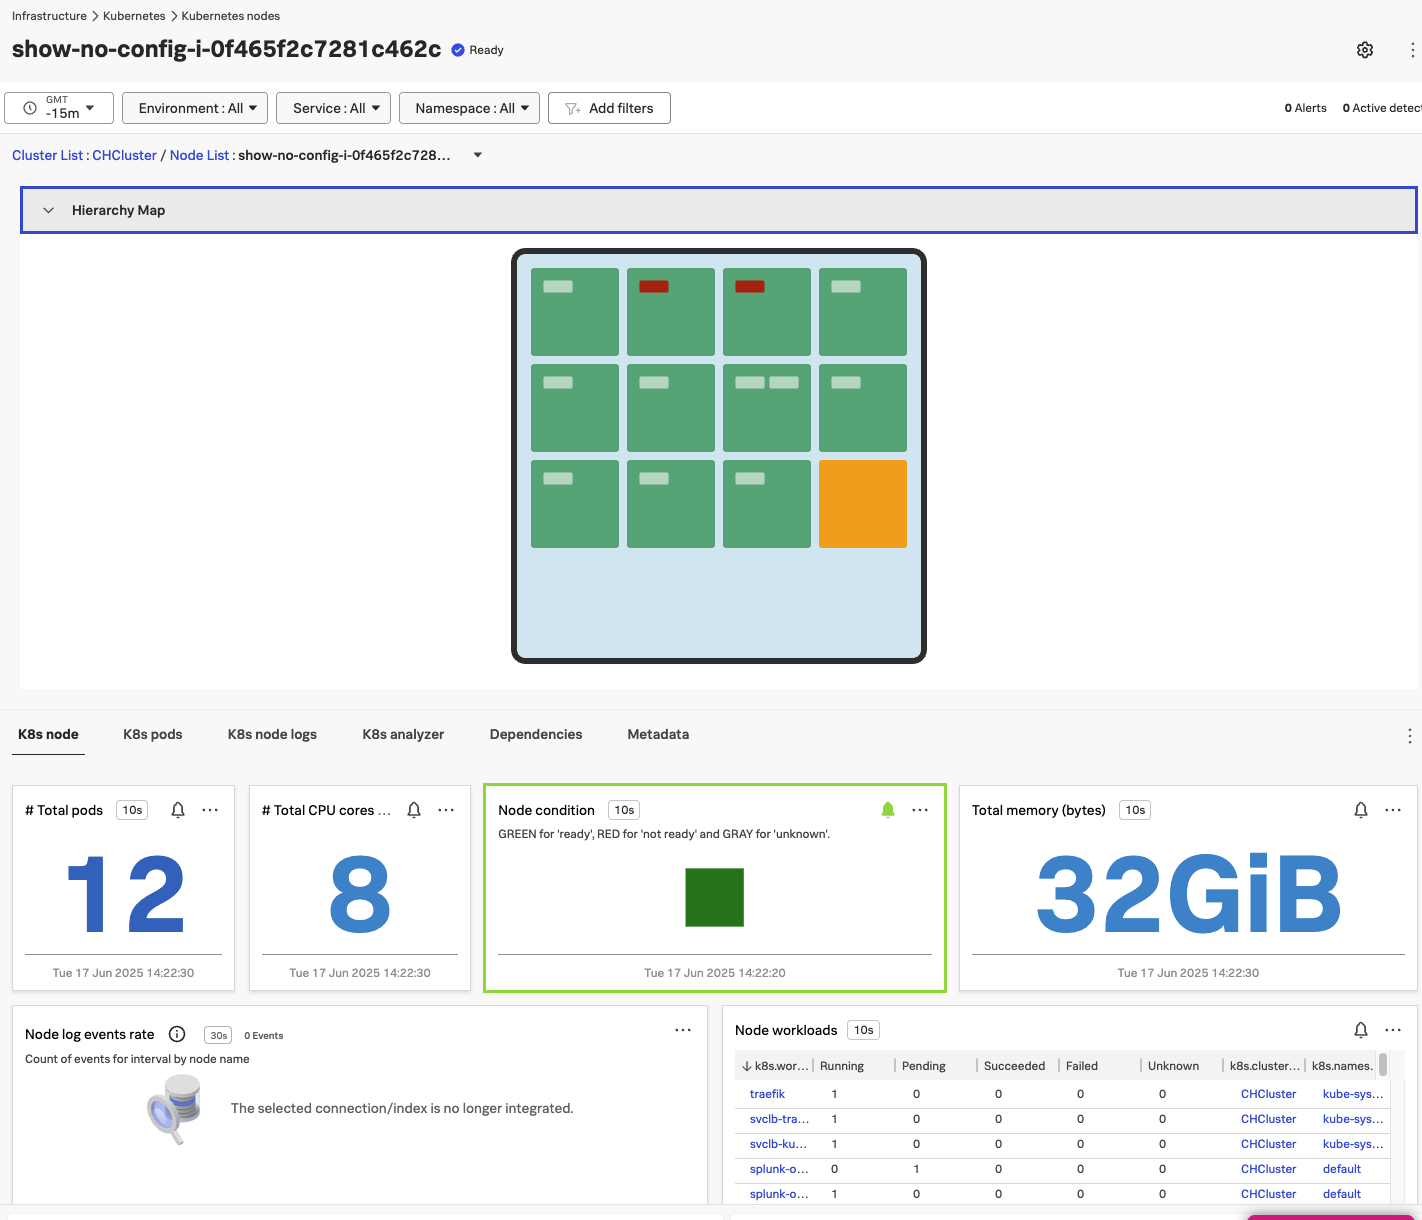 Infrastructure > Kubernetes > Kubernetes nodes
show-no-config-i-0f465f2c7281c462c Ready
GMT
-15m
Environment : All
Service : All
Namespace : All
Add filters
0 Alerts
0 Active detect
Cluster List : CHCluster / Node List : show-no-config-i-0f465f2c728...
Hierarchy Map
K8s node
K8s pods
K8s node logs
K8s analyzer
Dependencies
Metadata
# Total pods 10s
12
Tue 17 Jun 2025 14:22:30
# Total CPU cores ...
8
Tue 17 Jun 2025 14:22:30
Node condition 10s
GREEN for 'ready', RED for 'not ready' and GRAY for 'unknown'.
Tue 17 Jun 2025 14:22:20
Total memory (bytes) 10s
32GiB
Tue 17 Jun 2025 14:22:30
Node log events rate 30s 0 Events
Count of events for interval by node name
The selected connection/index is no longer integrated.
Node workloads 10s
k8s.wor... Running Pending Succeeded Failed Unknown k8s.cluster... k8s.names.
traefik 1 0 0 0 0 CHCluster kube-sys...
svclb-tra... 1 0 0 0 0 CHCluster kube-sys...
svclb-ku... 1 0 0 0 0 CHCluster kube-sys...
splunk-o... 0 1 0 0 0 CHCluster default
splunk-o... 1 0 0 0 0 CHCluster default